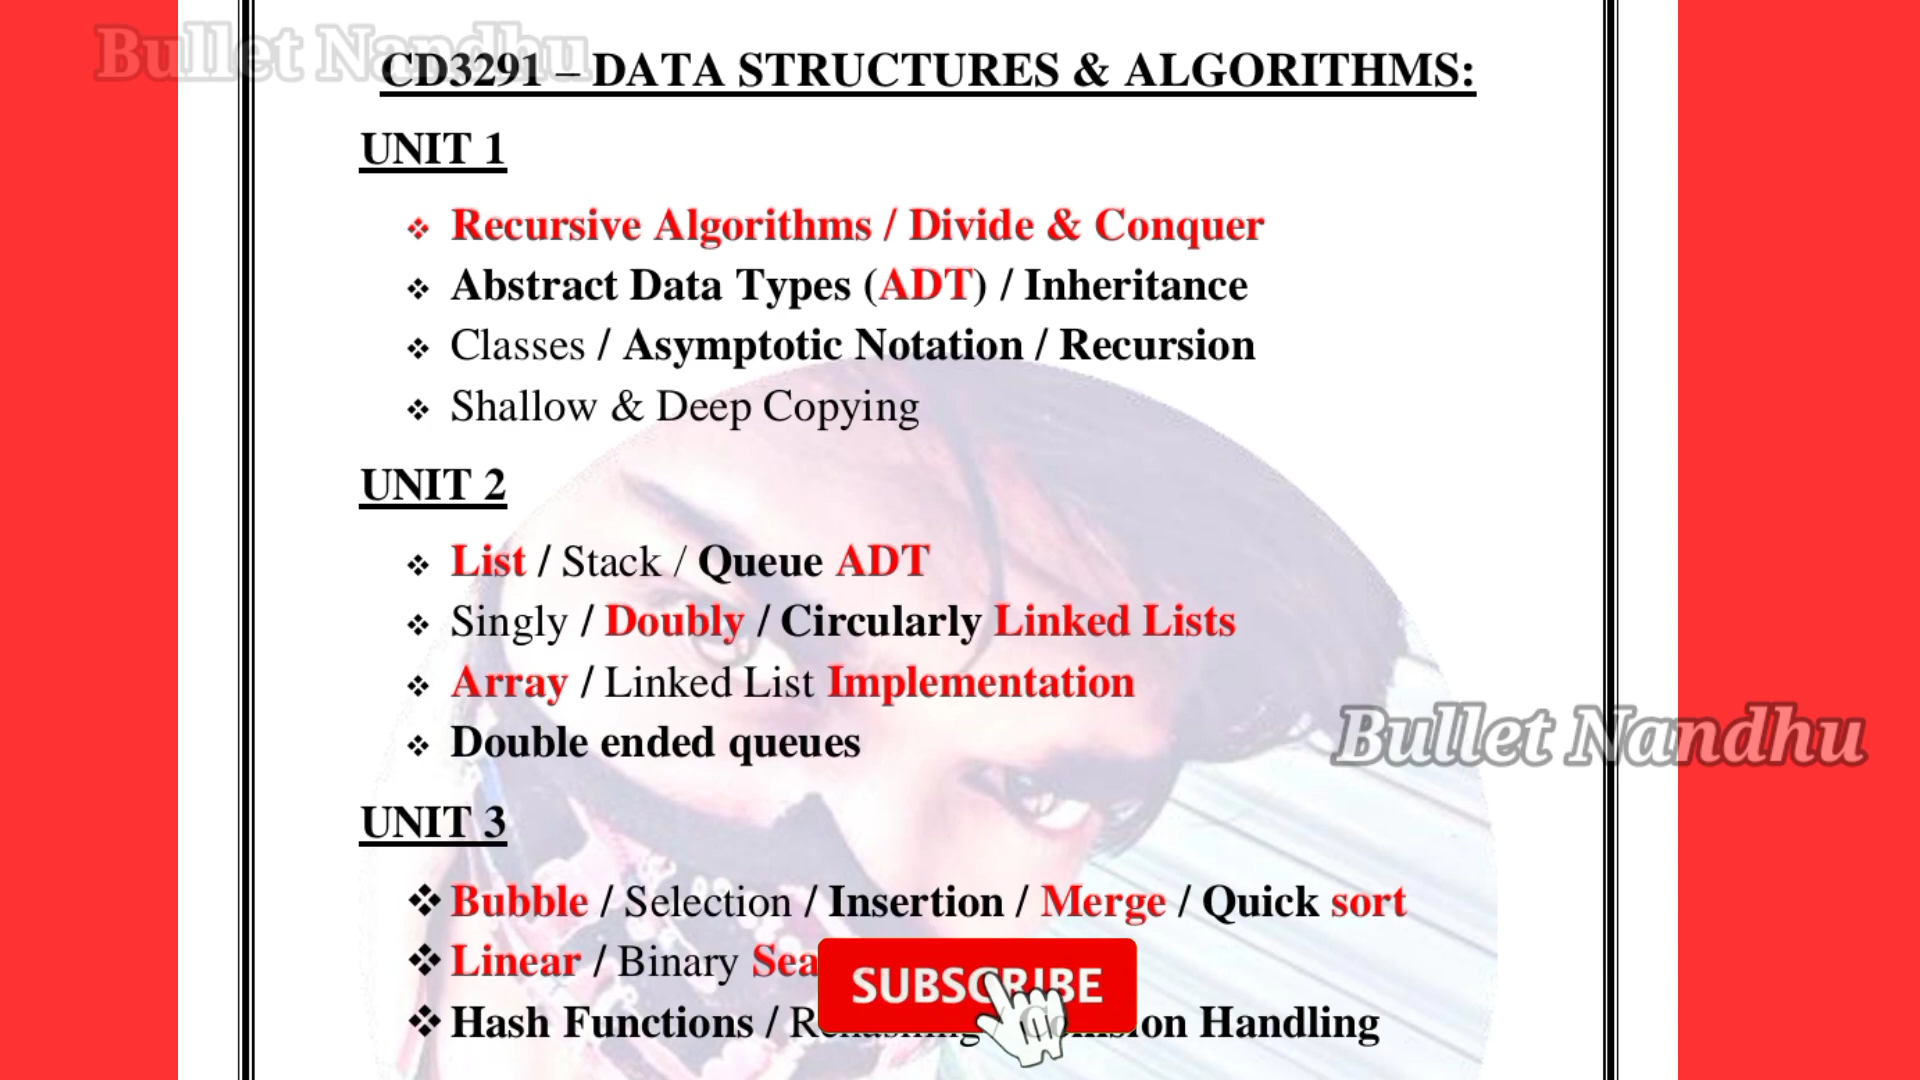 Bullet Nandhu
CD3291 – DATA STRUCTURES & ALGORITHMS:
UNIT 1
❖ Recursive Algorithms / Divide & Conquer
❖ Abstract Data Types (ADT) / Inheritance
❖ Classes / Asymptotic Notation / Recursion
❖ Shallow & Deep Copying
UNIT 2
❖ List / Stack / Queue ADT
❖ Singly / Doubly / Circularly Linked Lists
❖ Array / Linked List Implementation
Bullet Nandhu
❖ Double ended queues
UNIT 3
❖ Bubble / Selection / Insertion / Merge / Quick sort
❖ Linear / Binary
SUBSCRIBE
❖ Hash Functions / Handling